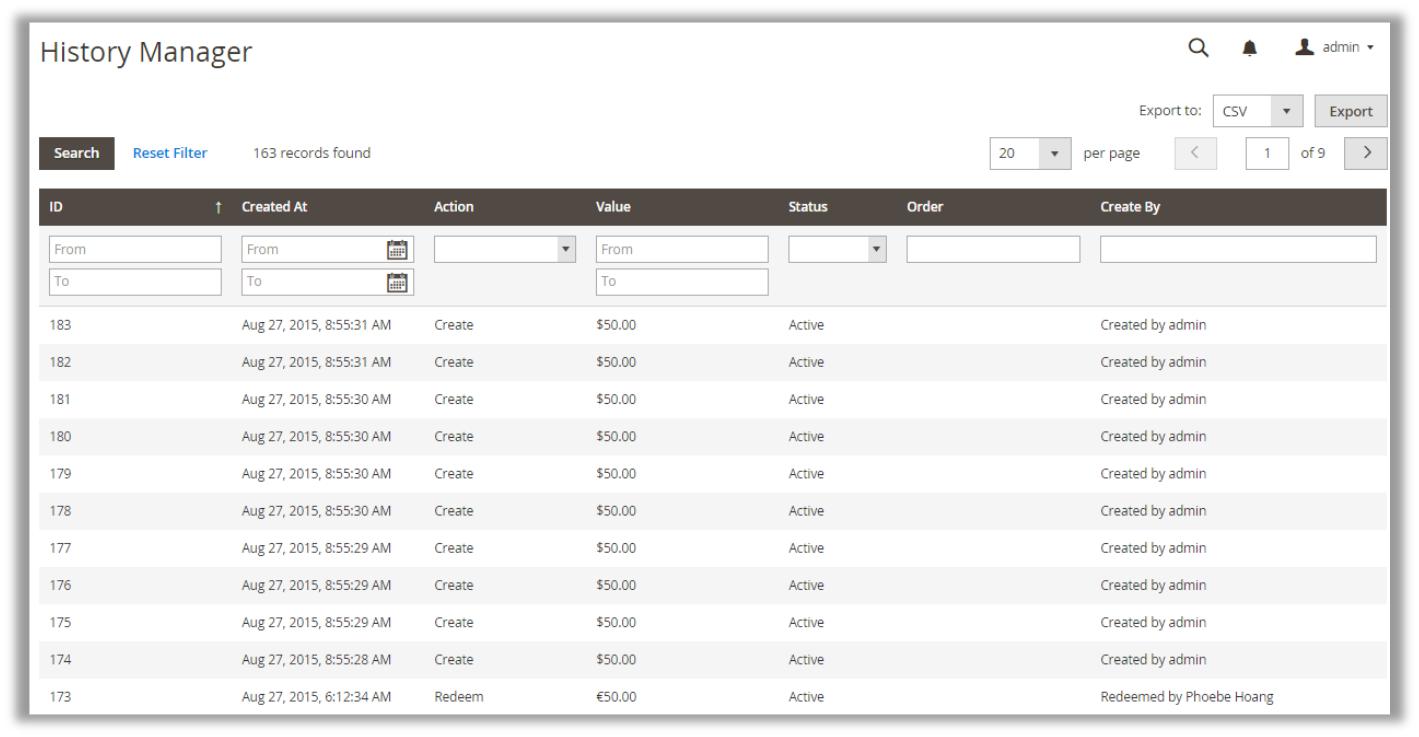 History Manager
admin
Export to: CSV Export
Search Reset Filter 163 records found 20 per page 1 of 9
ID ↑ Created At Action Value Status Order Create By
From From From
To To To
183 Aug 27, 2015, 8:55:31 AM Create $50.00 Active Created by admin
182 Aug 27, 2015, 8:55:31 AM Create $50.00 Active Created by admin
181 Aug 27, 2015, 8:55:30 AM Create $50.00 Active Created by admin
180 Aug 27, 2015, 8:55:30 AM Create $50.00 Active Created by admin
179 Aug 27, 2015, 8:55:30 AM Create $50.00 Active Created by admin
178 Aug 27, 2015, 8:55:30 AM Create $50.00 Active Created by admin
177 Aug 27, 2015, 8:55:29 AM Create $50.00 Active Created by admin
176 Aug 27, 2015, 8:55:29 AM Create $50.00 Active Created by admin
175 Aug 27, 2015, 8:55:29 AM Create $50.00 Active Created by admin
174 Aug 27, 2015, 8:55:28 AM Create $50.00 Active Created by admin
173 Aug 27, 2015, 6:12:34 AM Redeem €50.00 Active Redeemed by Phoebe Hoang